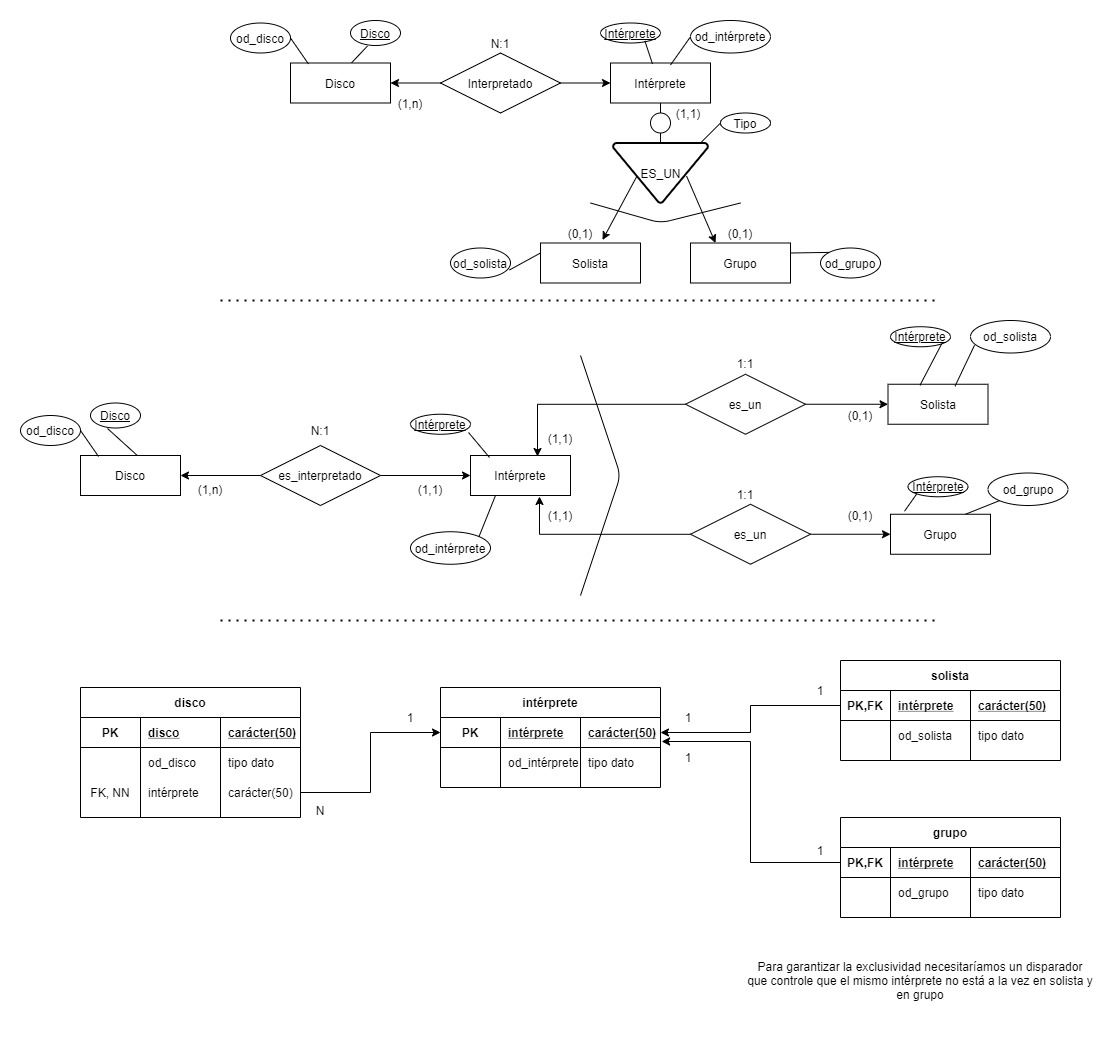 od_disco
Disco
N:1
Intérprete
od_intérprete
Disco
Interpretado
Intérprete
(1,n)
(1,1)
Tipo
ES_UN
(0,1)
(0,1)
od_solista
Solista
Grupo
od_grupo
Intérprete
od_solista
1:1
es_un
Solista
(0,1)
od_disco
Disco
N:1
Intérprete
(1,1)
Disco
es_interpretado
Intérprete
(1,n)
(1,1)
1:1
(1,1)
(0,1)
Intérprete
od_grupo
es_un
Grupo
od_intérprete
disco
PK
disco
carácter(50)
od_disco
tipo dato
FK, NN
intérprete
carácter(50)
N
1
intérprete
PK
intérprete
carácter(50)
od_intérprete
tipo dato
1
1
1
solista
PK,FK
intérprete
carácter(50)
od_solista
tipo dato
1
grupo
PK,FK
intérprete
carácter(50)
od_grupo
tipo dato
Para garantizar la exclusividad necesitaríamos un disparador
que controle que el mismo intérprete no está a la vez en solista y
en grupo